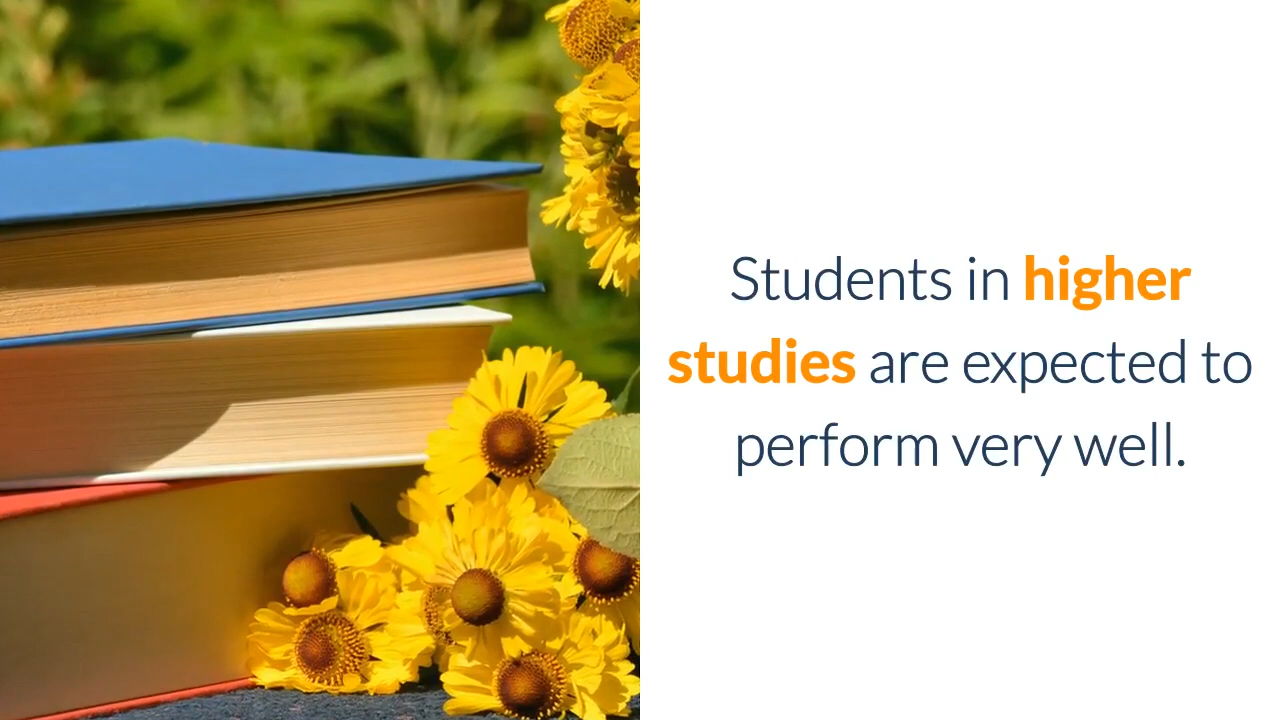 Students in higher
studies are expected to
perform very well.